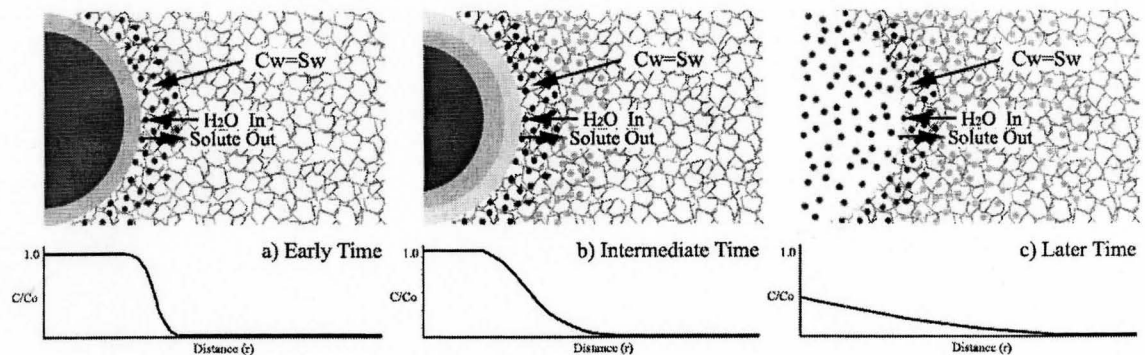 Cw=Sw
H2O In
Solute Out
Cw=Sw
H2O In
Solute Out
Cw=Sw
H2O In
Solute Out
a) Early Time
1.0
C/Co
Distance (r)
b) Intermediate Time
1.0
C/Co
Distance (r)
c) Later Time
1.0
C/Co
Distance (r)